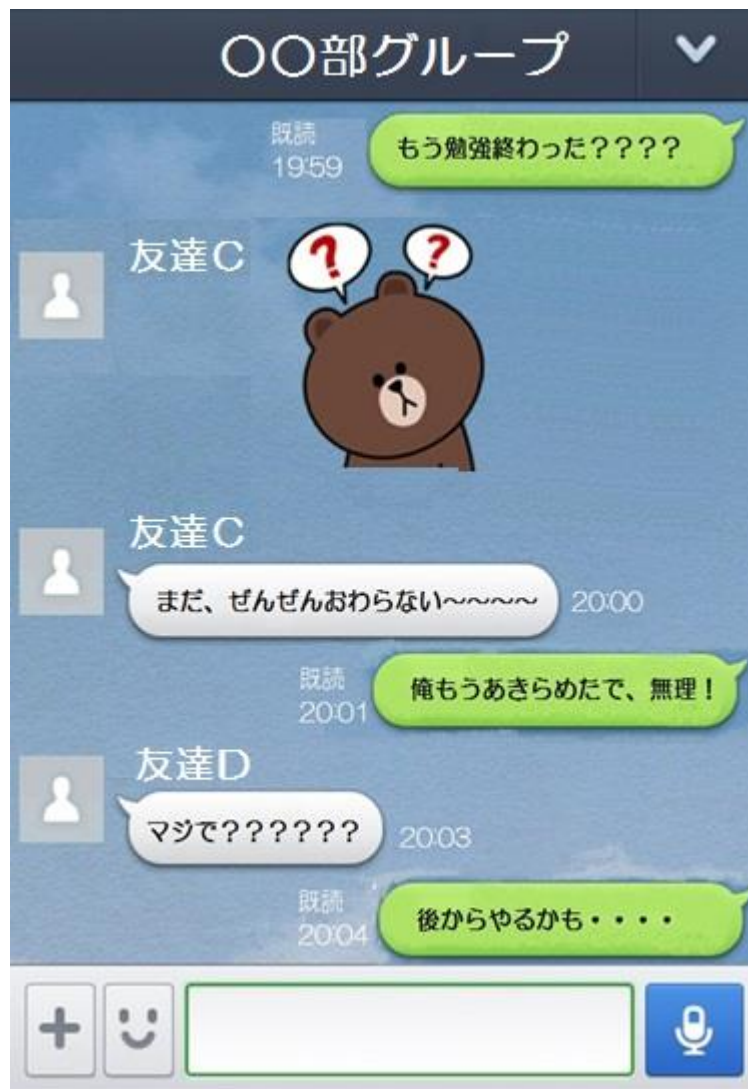 〇〇部グループ
既読
19:59
もう勉強終わった????
友達C
? ?
友達C
まだ、ぜんぜんおわらない〜〜〜〜
20:00
既読
20:01
俺もうあきらめたで、無理!
友達D
マジで??????
20:03
既読
20:04
後からやるかも・・・・